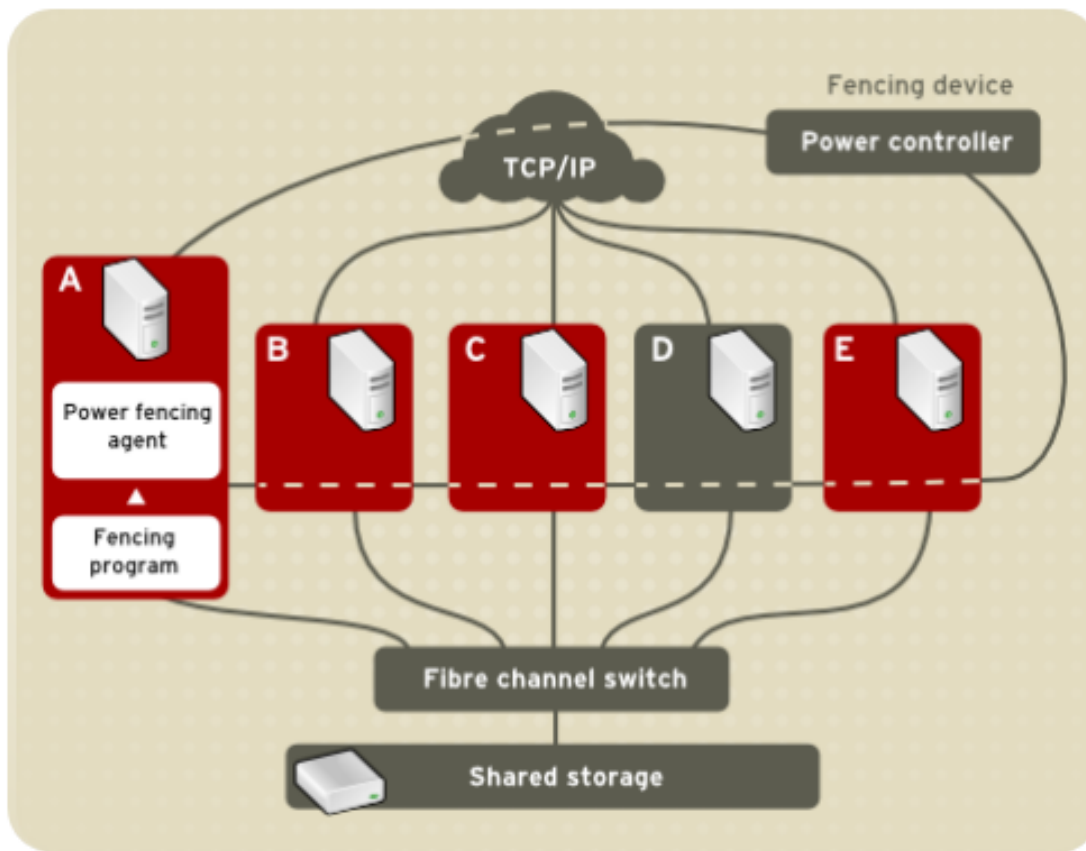 Fencing device
Power controller
TCP/IP
A
B
C
D
E
Power fencing
agent
Fencing
program
Fibre channel switch
Shared storage